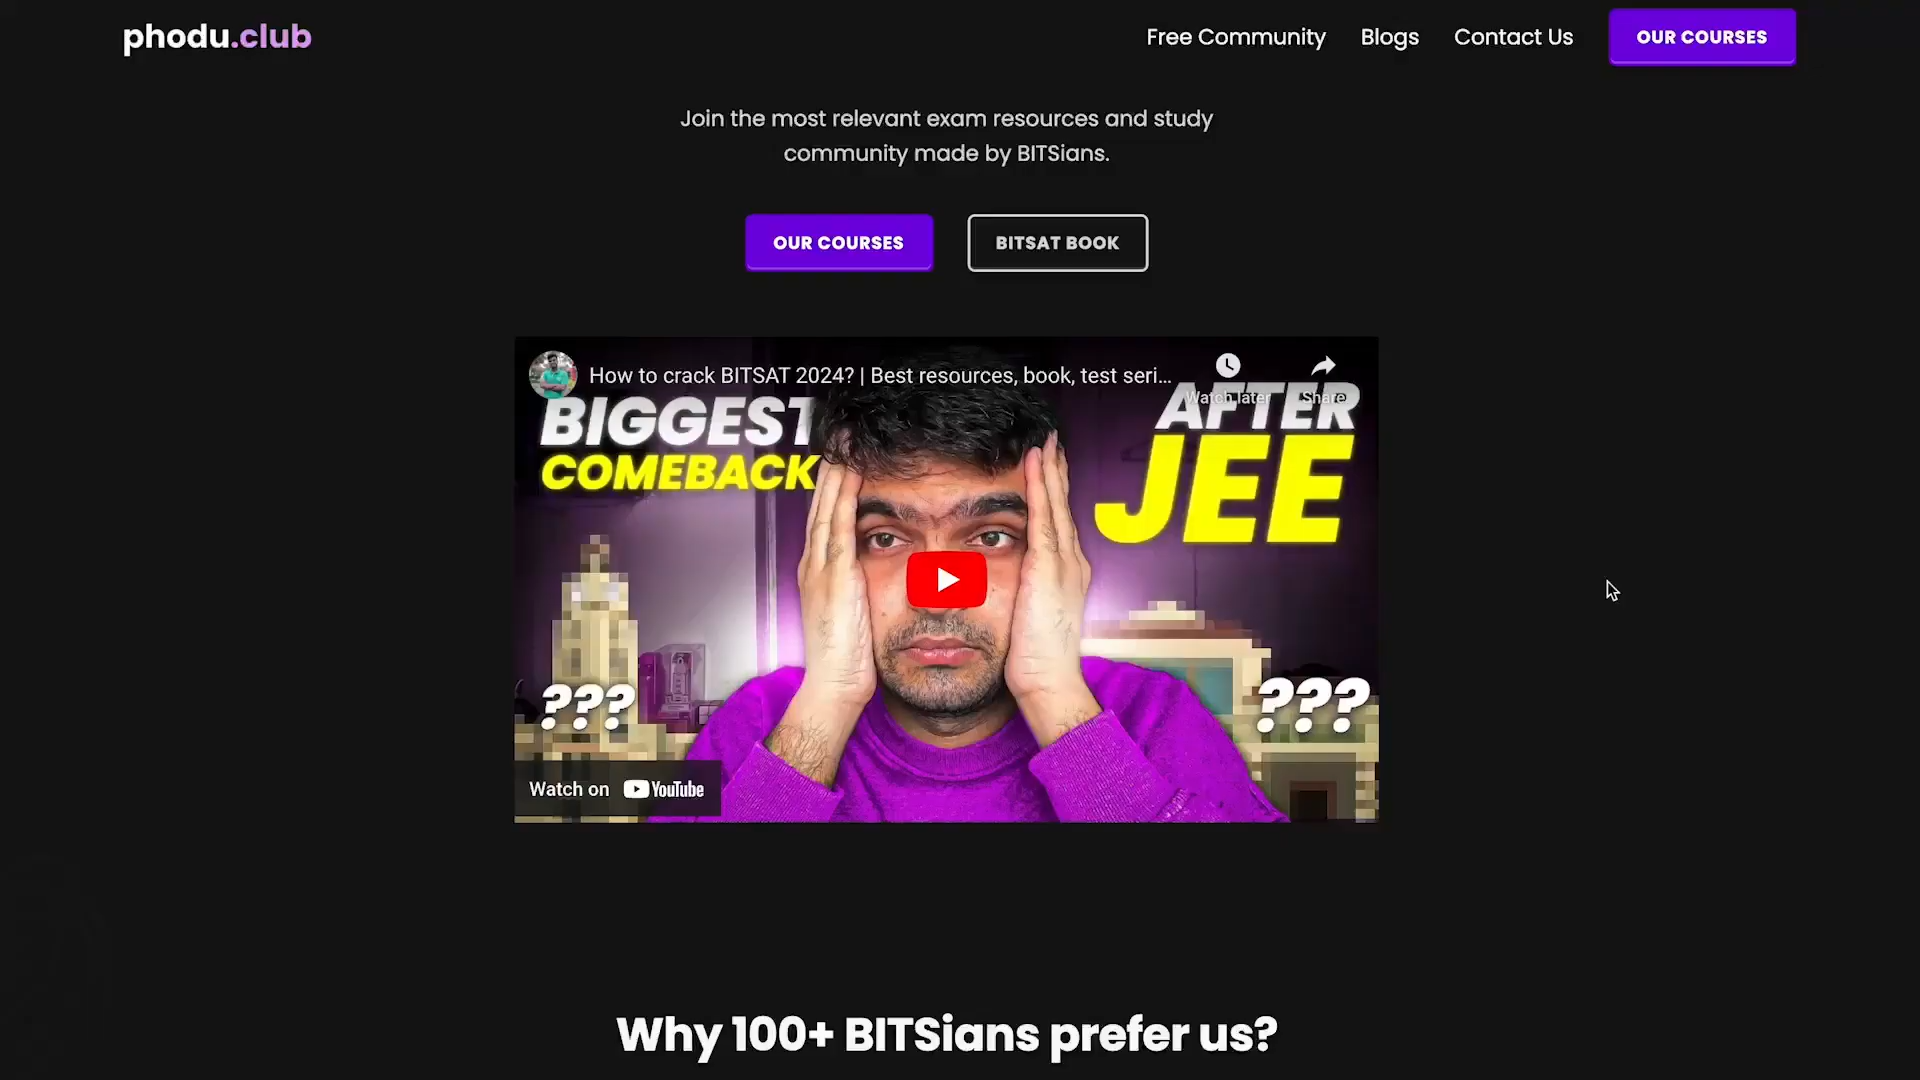 phodu.club
Free Community
Blogs
Contact Us
OUR COURSES
Join the most relevant exam resources and study
community made by BITSians.
OUR COURSES
BITSAT BOOK
How to crack BITSAT 2024? | Best resources, book, test seri...
Watch later
Share
BIGGEST
COMEBACK
AFTER
JEE
???
???
Watch on YouTube
Why 100+ BITSians prefer us?